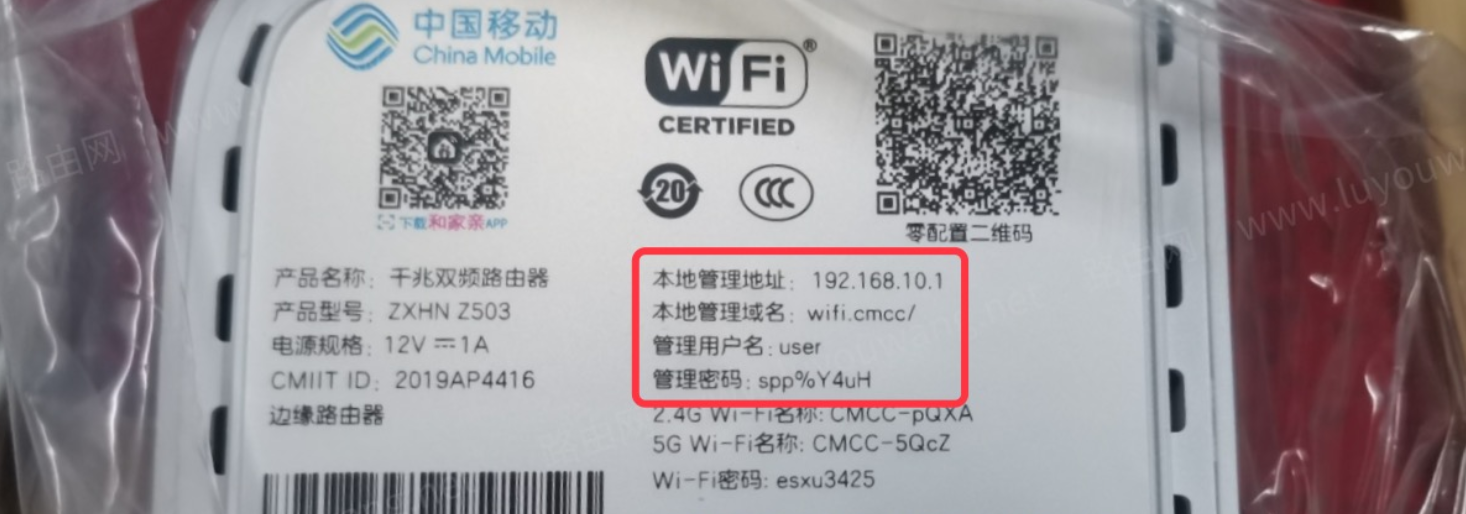 中国移动
China Mobile
下载和家亲APP
WiFi®
CERTIFIED
20
CCC
零配置二维码
产品名称: 千兆双频路由器
产品型号: ZXHN Z503
电源规格: 12V⎓1A
CMIIT ID: 2019AP4416
边缘路由器
本地管理地址: 192.168.10.1
本地管理域名: wifi.cmcc/
管理用户名: user
管理密码: spp%Y4uH
2.4G Wi-Fi名称: CMCC-pQXA
5G Wi-Fi名称: CMCC-5QcZ
Wi-Fi密码: esxu3425
路由网
www.luyouw